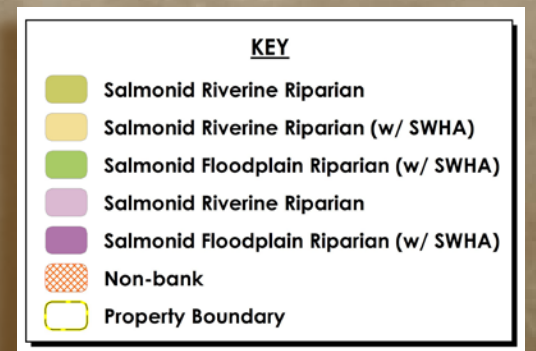 KEY
Salmonid Riverine Riparian
Salmonid Riverine Riparian (w/ SWHA)
Salmonid Floodplain Riparian (w/ SWHA)
Salmonid Riverine Riparian
Salmonid Floodplain Riparian (w/ SWHA)
Non-bank
Property Boundary